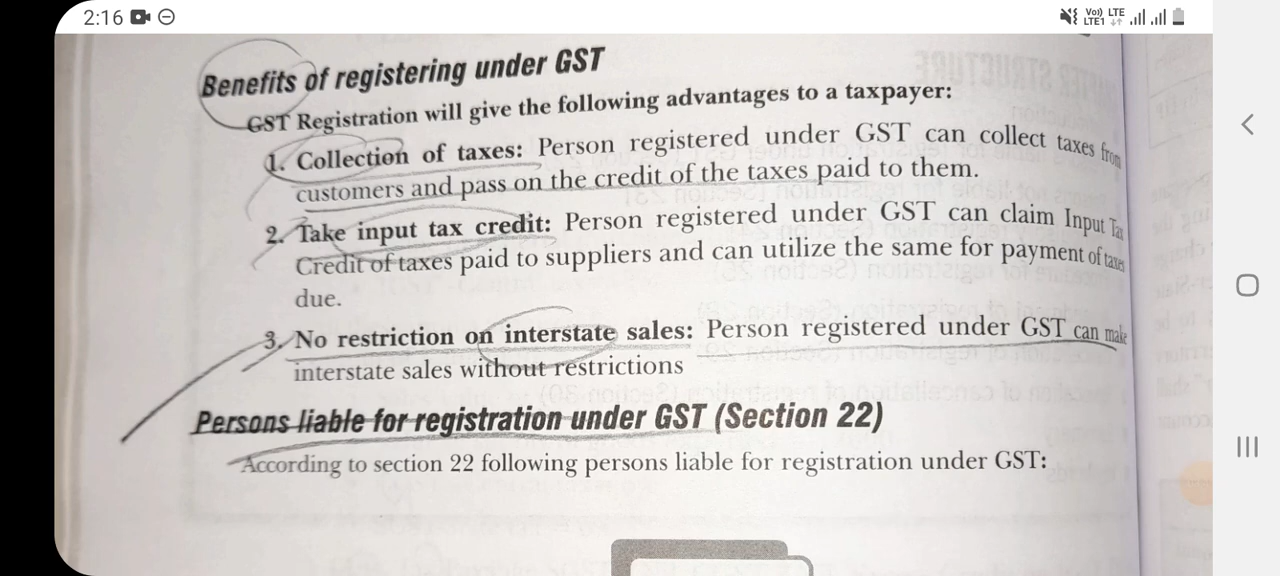 2:16
Vo)) LTE
LTE1
Benefits of registering under GST
GST Registration will give the following advantages to a taxpayer:
1. Collection of taxes: Person registered under GST can collect taxes from
customers and pass on the credit of the taxes paid to them.
2. Take input tax credit: Person registered under GST can claim Input Tax
Credit of taxes paid to suppliers and can utilize the same for payment of taxes
due.
3. No restriction on interstate sales: Person registered under GST can make
interstate sales without restrictions
Persons liable for registration under GST (Section 22)
According to section 22 following persons liable for registration under GST: